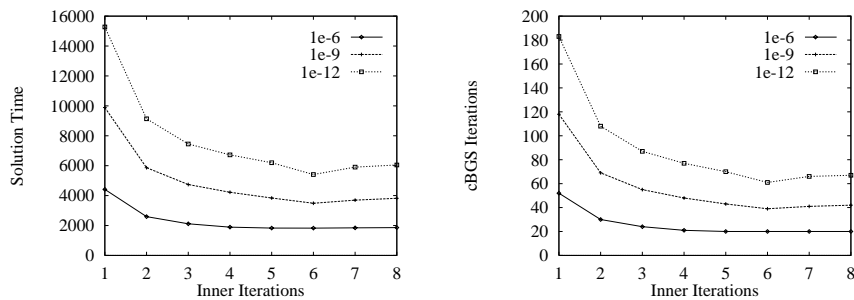 16000
14000
12000
10000
8000
6000
4000
2000
0
Solution Time
1e-6
1e-9
1e-12
1 2 3 4 5 6 7 8
Inner Iterations
200
180
160
140
120
100
80
60
40
20
0
cBGS Iterations
1e-6
1e-9
1e-12
1 2 3 4 5 6 7 8
Inner Iterations